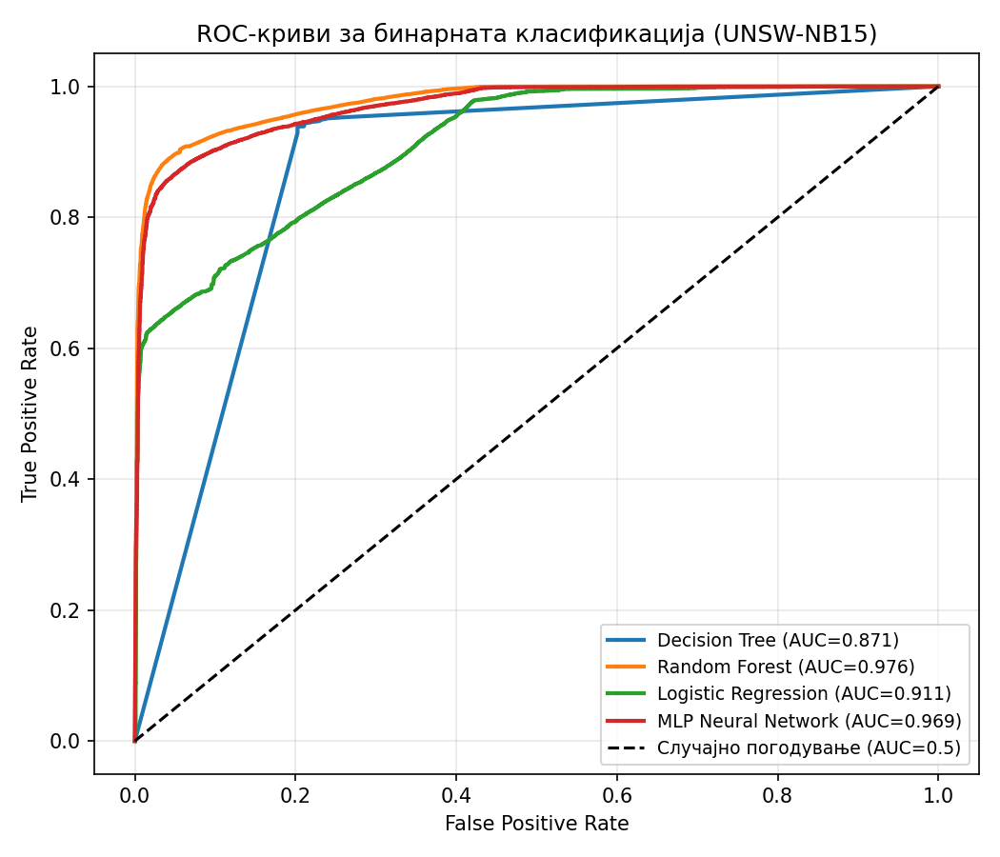 ROC-криви за бинарната класификација (UNSW-NB15)
True Positive Rate
1.0
0.8
0.6
0.4
0.2
0.0
0.0 0.2 0.4 0.6 0.8 1.0
False Positive Rate
Decision Tree (AUC=0.871)
Random Forest (AUC=0.976)
Logistic Regression (AUC=0.911)
MLP Neural Network (AUC=0.969)
Случајно погодување (AUC=0.5)